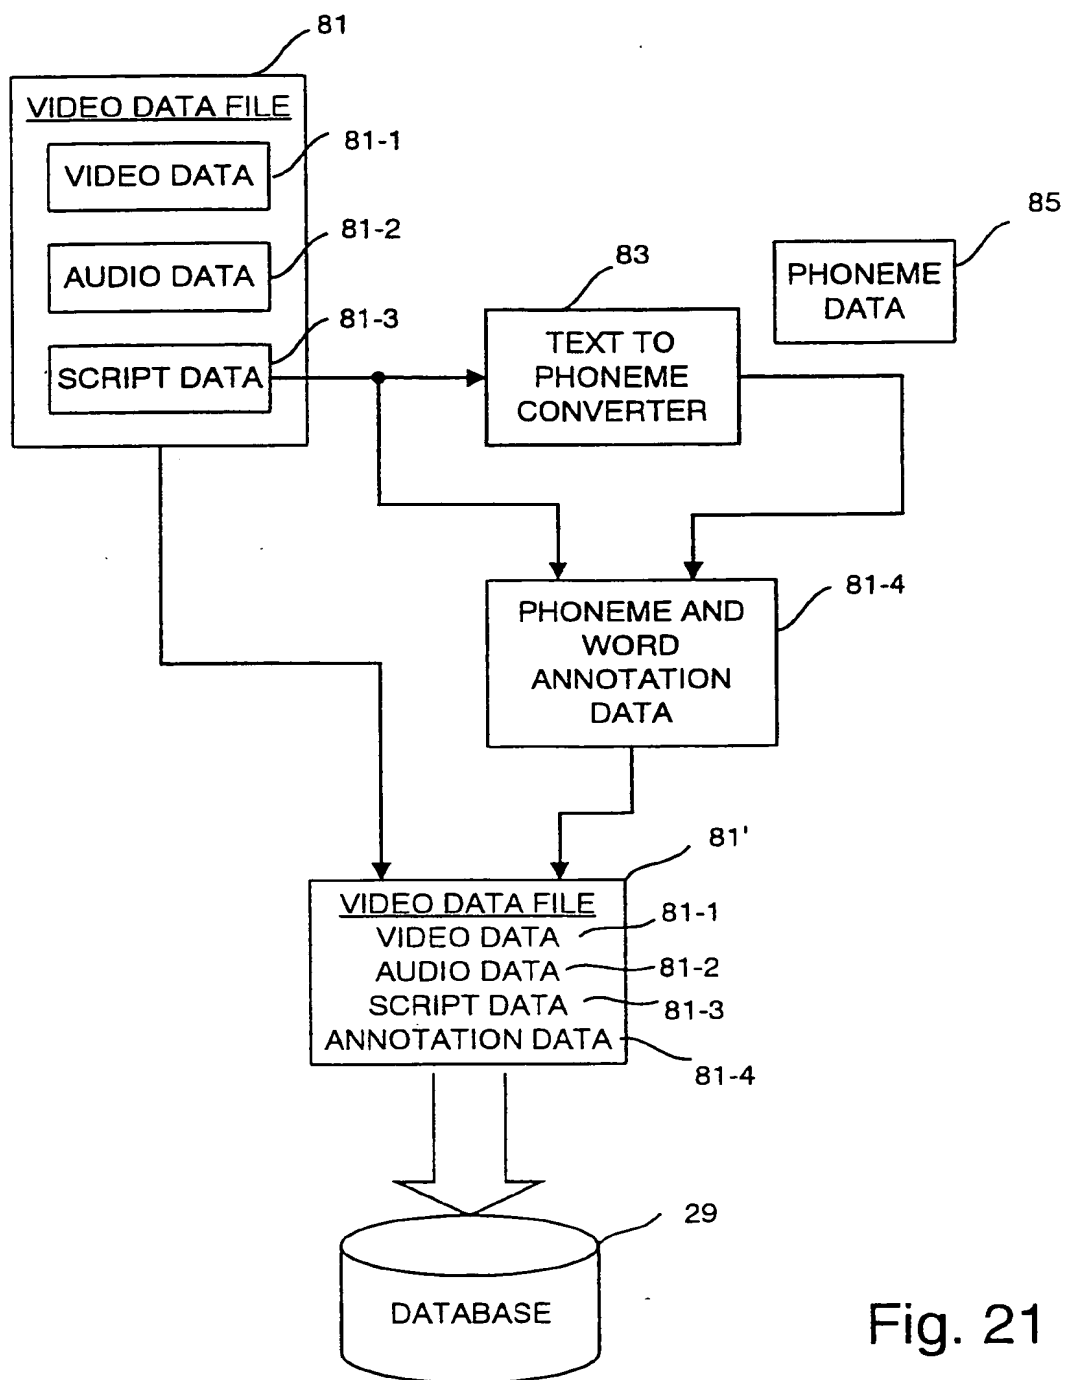 81
VIDEO DATA FILE
81-1
VIDEO DATA
81-2
AUDIO DATA
81-3
SCRIPT DATA
83
TEXT TO
PHONEME
CONVERTER
85
PHONEME
DATA
81-4
PHONEME AND
WORD
ANNOTATION
DATA
81'
VIDEO DATA FILE
VIDEO DATA 81-1
AUDIO DATA 81-2
SCRIPT DATA 81-3
ANNOTATION DATA 81-4
29
DATABASE
Fig. 21